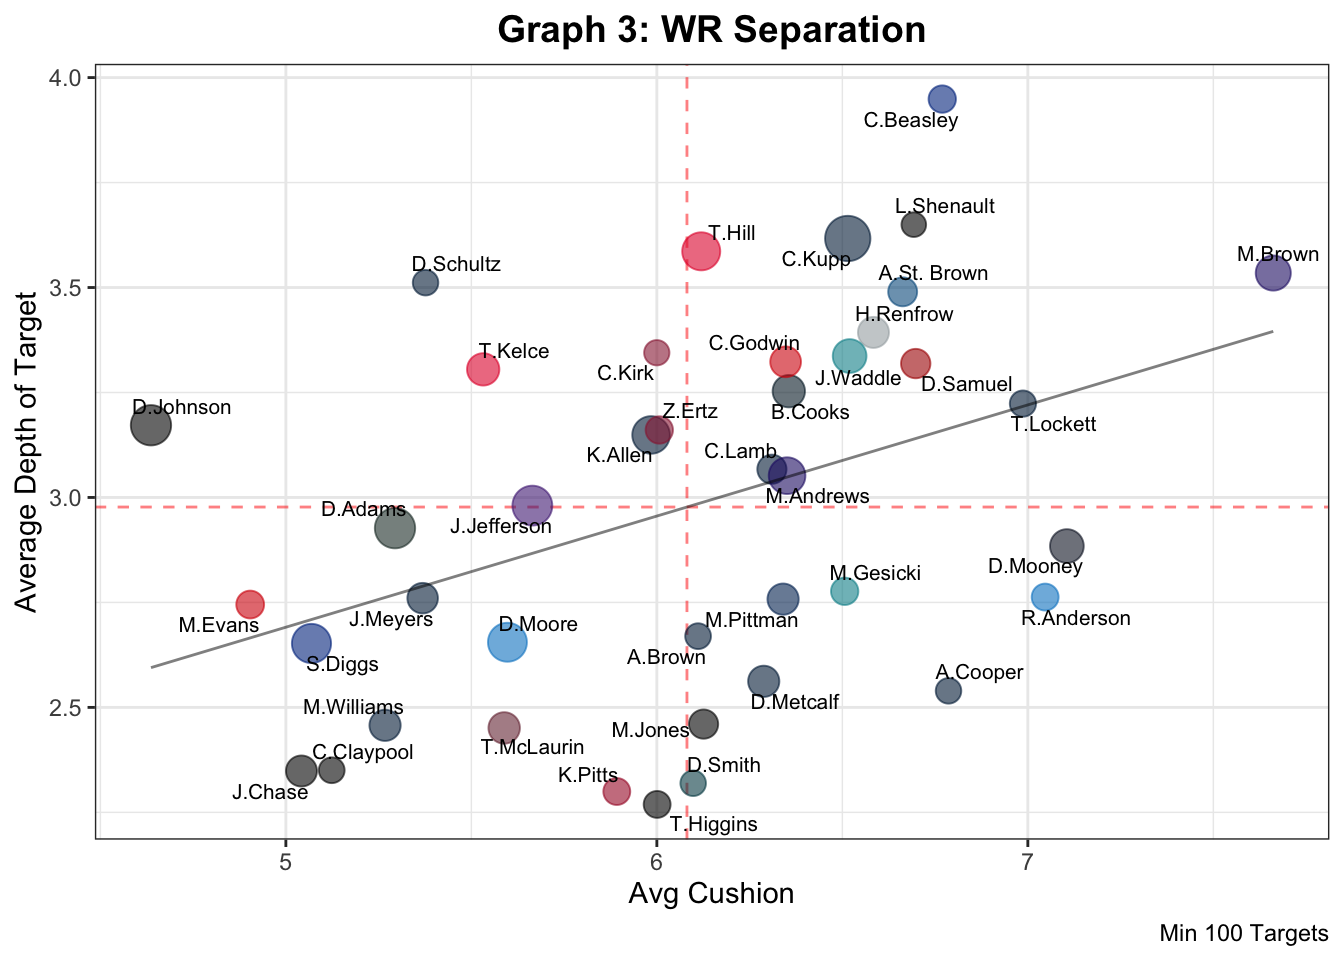 Graph 3: WR Separation
4.0
C.Beasley
L.Shenault
T.Hill
C.Kupp
M.Brown
D.Schultz
A.St. Brown
3.5
H.Renfrow
C.Godwin
T.Kelce
C.Kirk
J.Waddle
D.Samuel
D.Johnson
Z.Ertz
B.Cooks
T.Lockett
K.Allen
C.Lamb
M.Andrews
3.0
D.Adams
J.Jefferson
D.Mooney
M.Gesicki
M.Evans
J.Meyers
D.Moore
M.Pittman
R.Anderson
A.Brown
S.Diggs
A.Cooper
D.Metcalf
2.5
M.Williams
M.Jones
T.McLaurin
C.Claypool
D.Smith
K.Pitts
J.Chase
T.Higgins
Average Depth of Target
5
6
7
Avg Cushion
Min 100 Targets